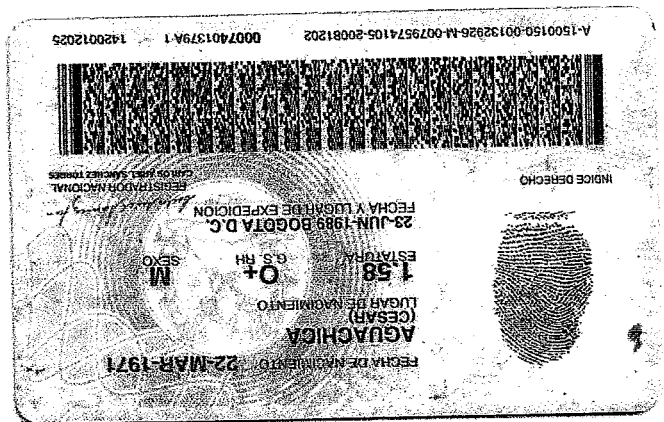 FECHA DE NACIMIENTO 22-MAR-1971
AGUACHICA
(CESAR)
LUGAR DE NACIMIENTO
1.58 O+ M
ESTATURA G.S. RH SEXO
23-JUN-1989 BOGOTA D.C.
FECHA Y LUGAR DE EXPEDICION
INDICE DERECHO
REGISTRADOR NACIONAL
CARLOS ARIEL SÁNCHEZ TORRES
A-1500150-00132926-M-0079574105-20081202 0007401379A 1 1420012025